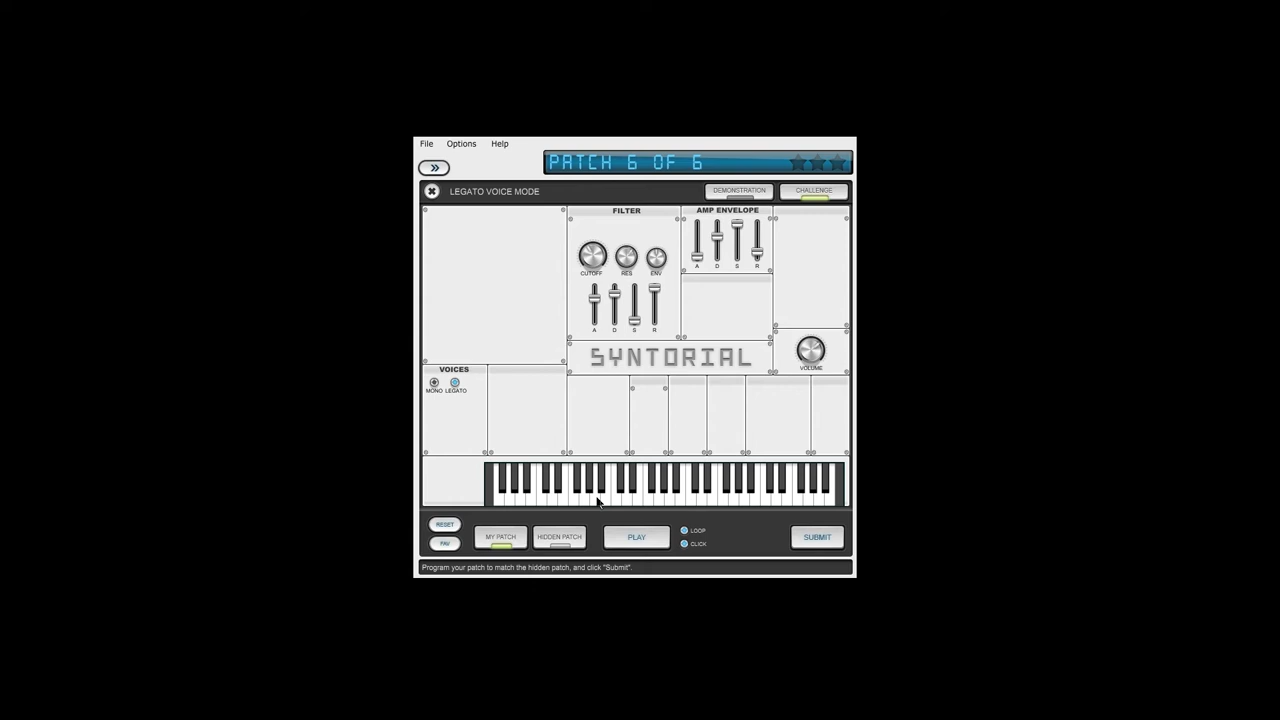 File Options Help
PATCH 6 OF 6
LEGATO VOICE MODE
DEMONSTRATION
CHALLENGE
FILTER
CUTOFF RES ENV
A D S R
AMP ENVELOPE
A D S R
SYNTORIAL
VOLUME
VOICES
MONO LEGATO
RESET
FAV
MY PATCH
HIDDEN PATCH
PLAY
LOOP
CLICK
SUBMIT
Program your patch to match the hidden patch, and click "Submit".